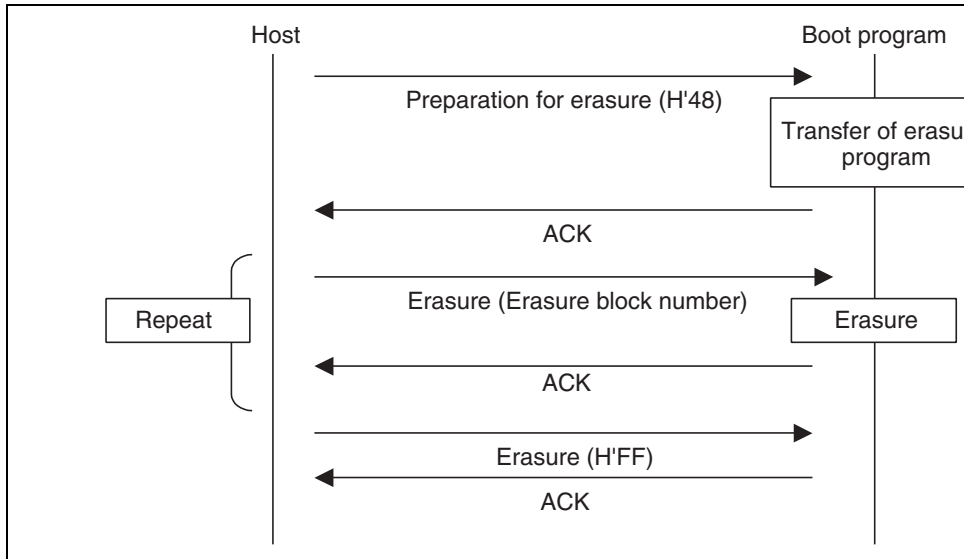 Host
Boot program
Preparation for erasure (H'48)
Transfer of
program
ACK
Repeat
Erasure (Erasure block number)
Erasure
ACK
Erasure (H'FF)
ACK